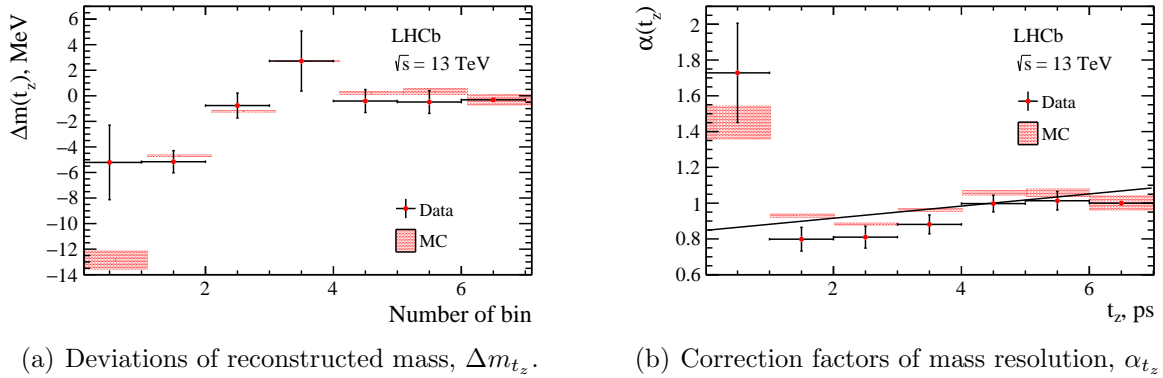 Δm(t_z), MeV
6
4
2
0
−2
−4
−6
−8
−10
−12
−14
LHCb
√s = 13 TeV
Data
MC
2
4
6
Number of bin
(a) Deviations of reconstructed mass, Δm_{t_z}.
α(t_z)
2
1.8
1.6
1.4
1.2
1
0.8
0.6
LHCb
√s = 13 TeV
Data
MC
0
2
4
6
t_z, ps
(b) Correction factors of mass resolution, α_{t_z}